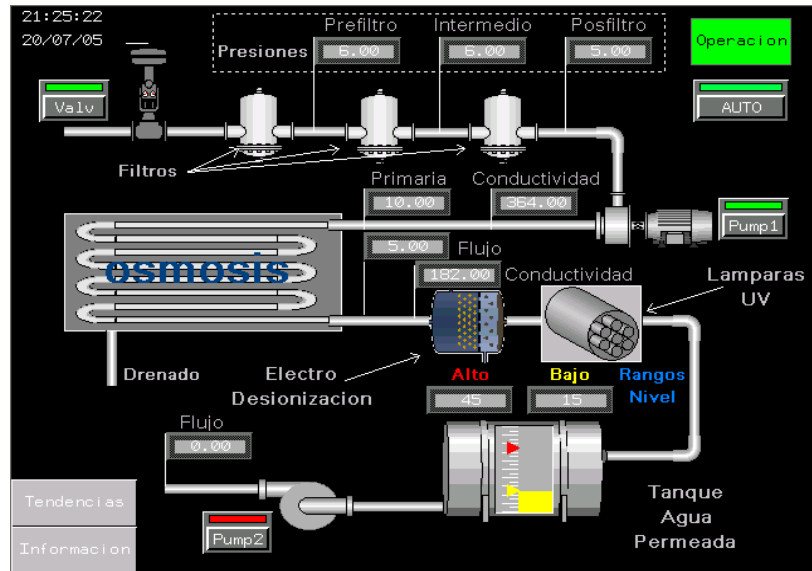 21:25:22
20/07/05
Prefiltro Intermedio Posfiltro
Presiones 6.00 6.00 5.00
Operacion
Valv
AUTO
Filtros
Primaria Conductividad
10.00 364.00
Pump1
5.00 Flujo
osmosis
182.00 Conductividad
Lamparas
UV
Drenado
Electro
Desionizacion
Alto Bajo Rangos
Nivel
45 15
Flujo
0.00
Tendencias
Informacion
Pump2
Tanque
Agua
Permeada